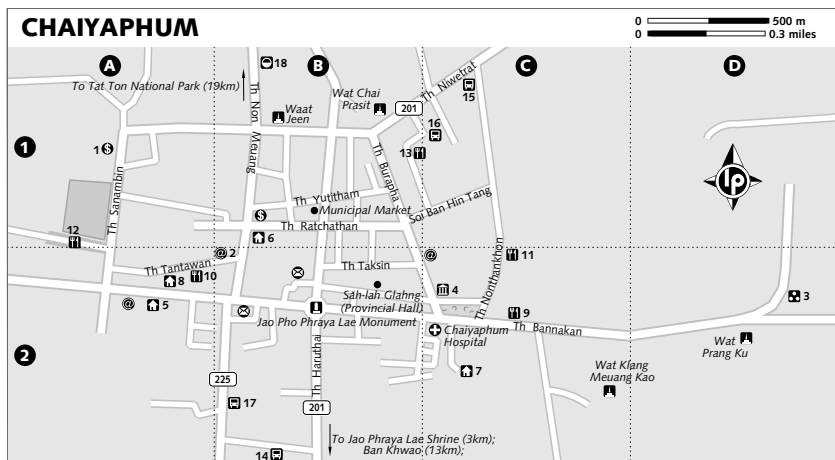 CHAIYAPHUM
0 500 m
0 0.3 miles
A
B
C
D
18
To Tat Ton National Park (19km)
Wat Chai
Prasit
Th Niwetrat
15
Waat
Jeen
201
16
1
1 $
Th Non Meuang
13
Th Burapha
lp
Th Sanambin
Th Yutitham
Soi Ban Hin Tang
Municipal Market
$
12
Th Ratchathan
6
@ 2
@
11
Th Tantawan
10
8
Th Taksin
Th Nonthankhon
4
3
@
5
Sah-lah Glahng
(Provincial Hall)
9
Jao Pho Phraya Lae Monument
Th Bannakan
Chaiyaphum
Hospital
Wat
Prang Ku
2
Th Haruthai
Wat Klang
Meuang Kao
7
225
17
201
To Jao Phraya Lae Shrine (3km);
Ban Khwao (13km);
14